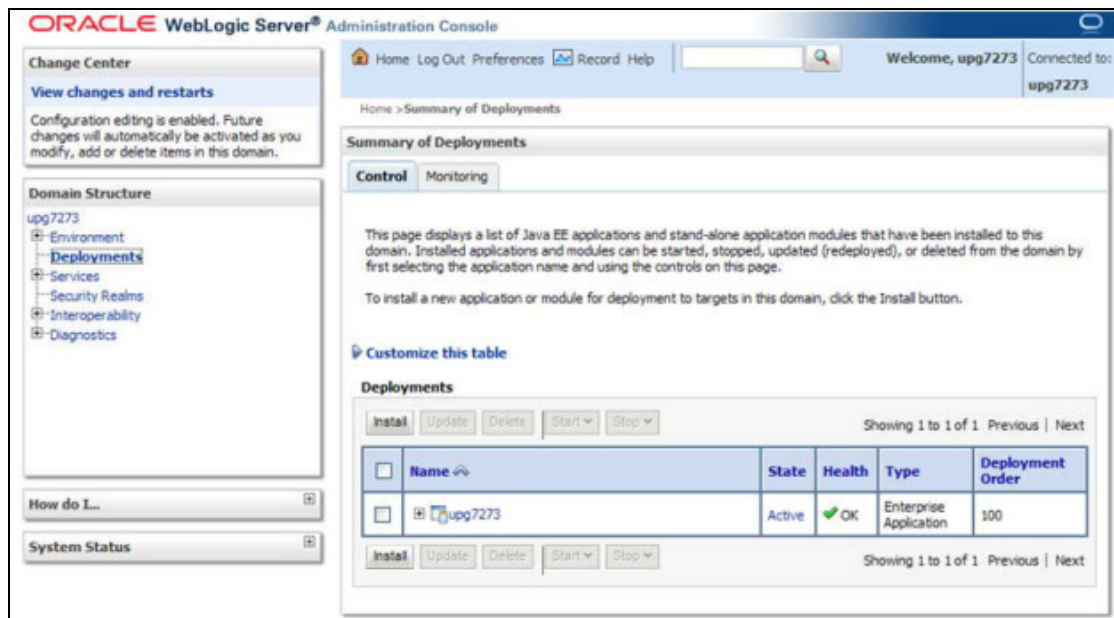 ORACLE WebLogic Server® Administration Console
Change Center
View changes and restarts
Configuration editing is enabled. Future
changes will automatically be activated as you
modify, add or delete items in this domain.
Domain Structure
upg7273
Environment
Deployments
Services
Security Realms
Interoperability
Diagnostics
How do I...
System Status
Home Log Out Preferences Record Help
Welcome, upg7273
Connected to:
upg7273
Home >Summary of Deployments
Summary of Deployments
Control Monitoring
This page displays a list of Java EE applications and stand-alone application modules that have been installed to this
domain. Installed applications and modules can be started, stopped, updated (redeployed), or deleted from the domain by
first selecting the application name and using the controls on this page.
To install a new application or module for deployment to targets in this domain, click the Install button.
Customize this table
Deployments
Install Update Delete Start Stop Showing 1 to 1 of 1 Previous | Next
Name State Health Type Deployment
Order
upg7273 Active OK Enterprise
Application 100
Install Update Delete Start Stop Showing 1 to 1 of 1 Previous | Next